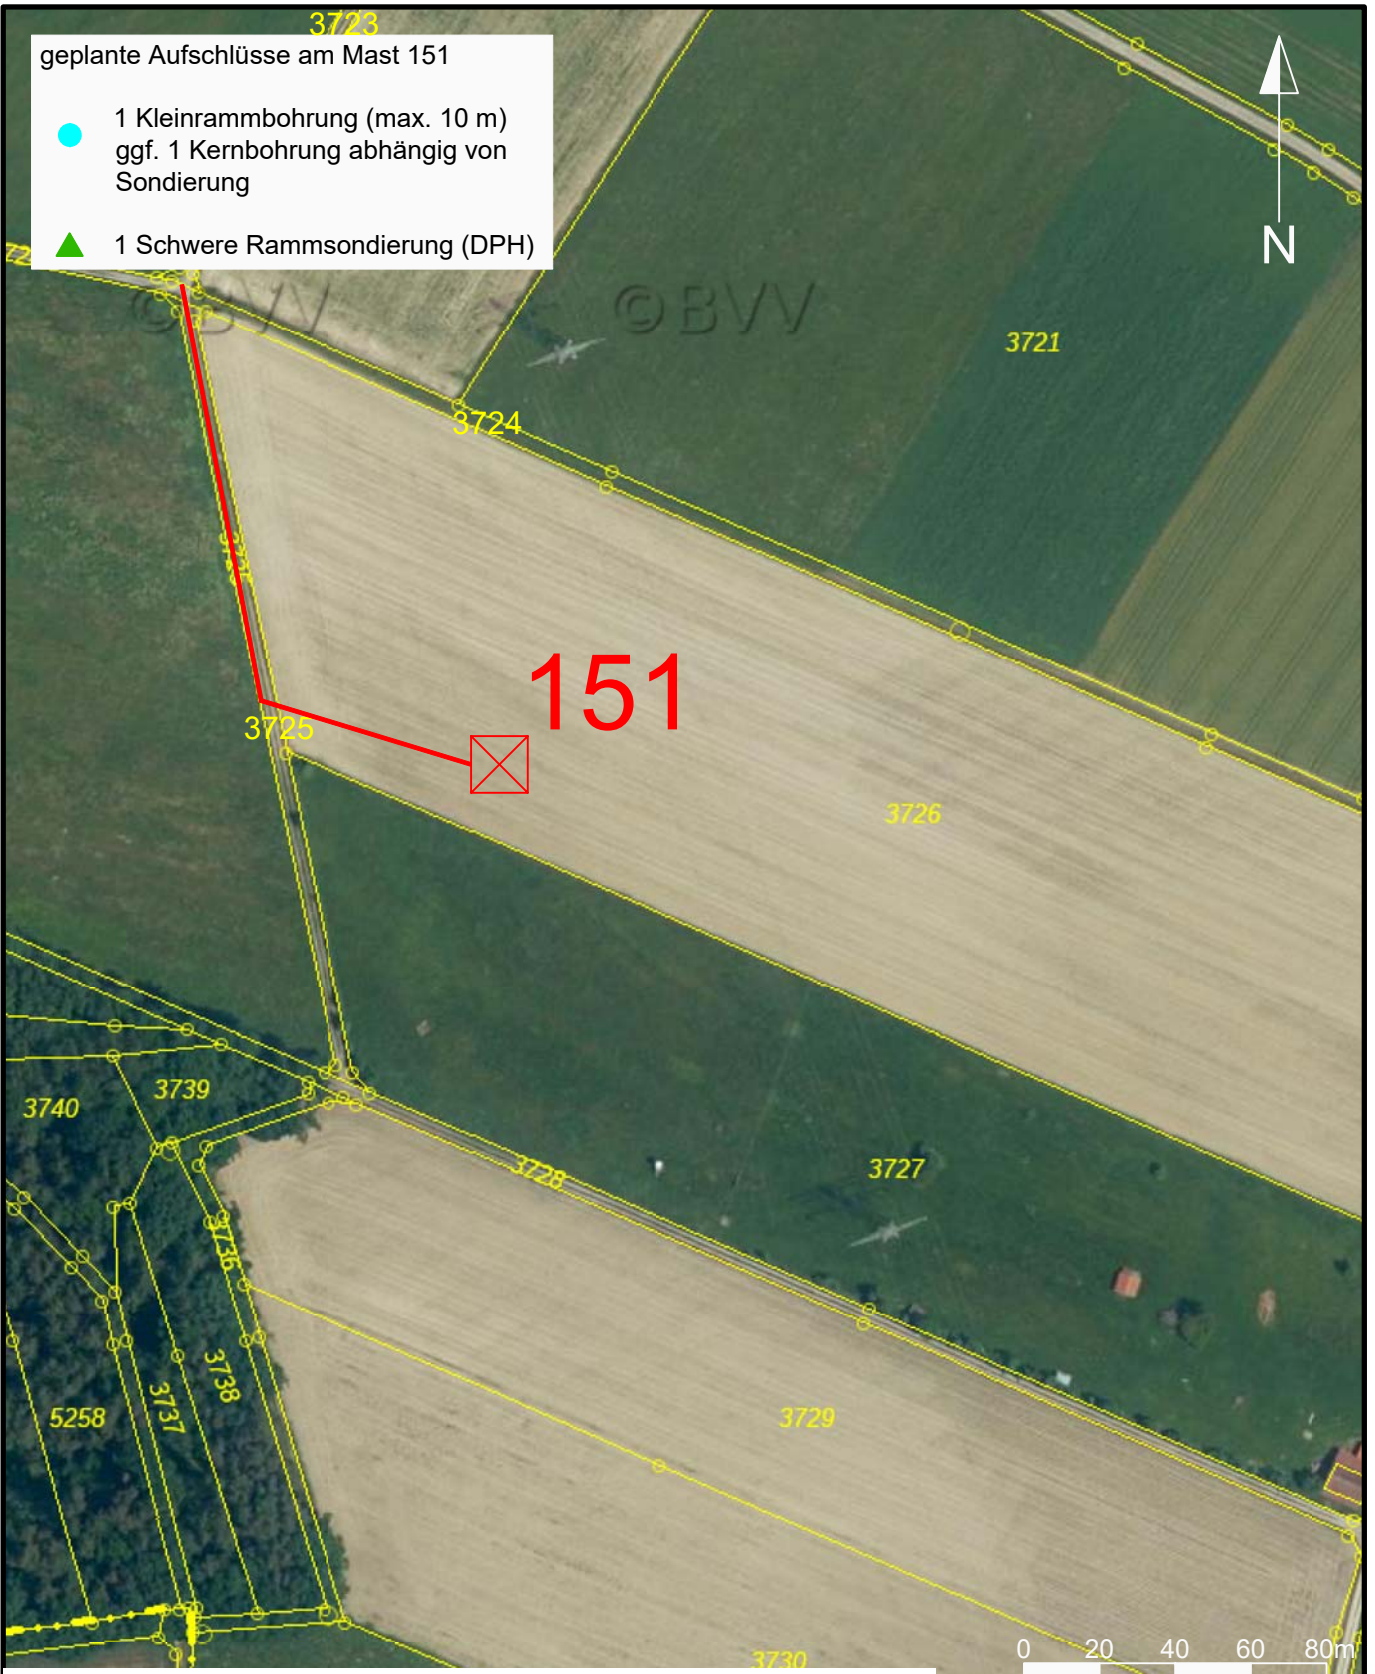 3723
geplante Aufschlüsse am Mast 151
1 Kleinrammbohrung (max. 10 m)
ggf. 1 Kernbohrung abhängig von
Sondierung
1 Schwere Rammsondierung (DPH)
N
©BVV
©BVV
3721
3724
151
3725
3726
3739
3740
3728
3727
3736
3738
3737
5258
3729
3730
0 20 40 60 80m